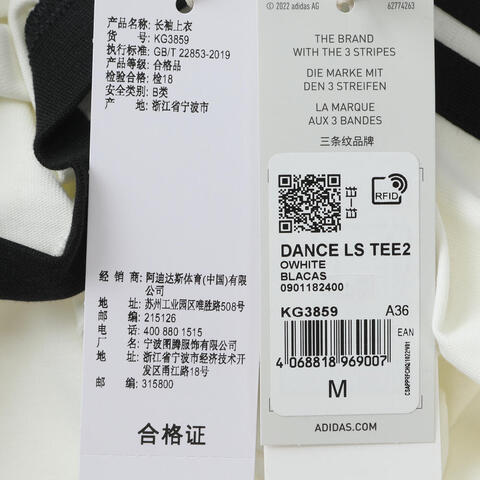 产品名称: 长袖上衣
货 号: KG3859
执行标准: GB/T 22853-2019
产品等级: 合格品
检验合格: 检18
安全类别: B类
产 地: 浙江省宁波市
经 销 商: 阿迪达斯体育(中国)有限公司
地 址: 苏州工业园区唯胜路508号
邮 编: 215126
电 话: 400 880 1515
厂 名: 宁波图腾服饰有限公司
地 址: 浙江省宁波市经济技术开发区庐山路18号
邮 编: 315800
合格证
© 2022 adidas AG 62774263
THE BRAND
WITH THE 3 STRIPES
DIE MARKE MIT
DEN 3 STREIFEN
LA MARQUE
AUX 3 BANDES
三条纹品牌
RFID
DANCE LS TEE2
OWHITE
BLACAS
0901182400
KG3859 A36
EAN
4 068818 969007
M
ADIDAS.COM